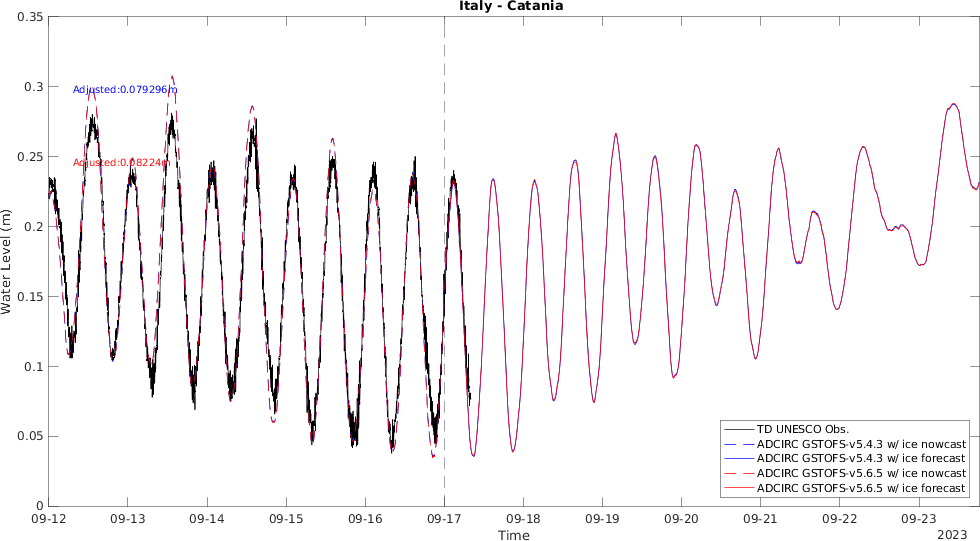 Italy - Catania
0.35
0.3
0.25
0.2
0.15
0.1
0.05
0
Water Level (m)
Adjusted:0.079296m
Adjusted:0.08224m
TD UNESCO Obs.
ADCIRC GSTOFS-v5.4.3 w/ ice nowcast
ADCIRC GSTOFS-v5.4.3 w/ ice forecast
ADCIRC GSTOFS-v5.6.5 w/ ice nowcast
ADCIRC GSTOFS-v5.6.5 w/ ice forecast
09-12 09-13 09-14 09-15 09-16 09-17 09-18 09-19 09-20 09-21 09-22 09-23
Time
2023